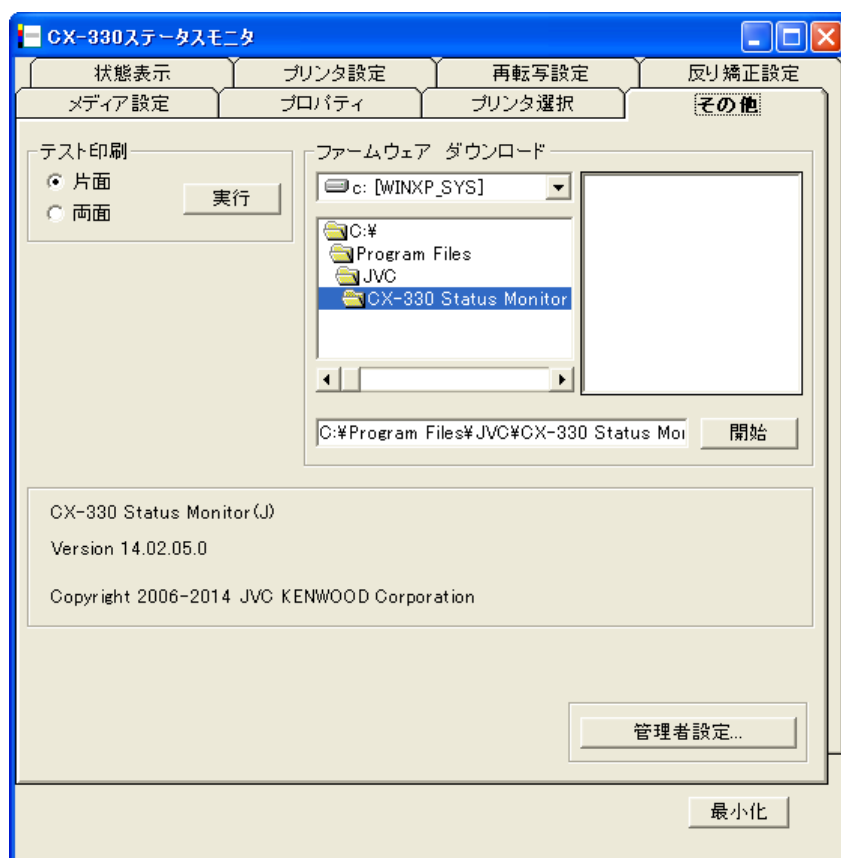 CX-330ステータスモニタ
状態表示
プリンタ設定
再転写設定
反り矯正設定
メディア設定
プロパティ
プリンタ選択
その他
テスト印刷
片面
両面
実行
ファームウェア ダウンロード
c: [WINXP_SYS]
C:¥
Program Files
JVC
CX-330 Status Monitor
C:¥Program Files¥JVC¥CX-330 Status Mon
開始
CX-330 Status Monitor(J)
Version 14.02.05.0
Copyright 2006-2014 JVC KENWOOD Corporation
管理者設定...
最小化